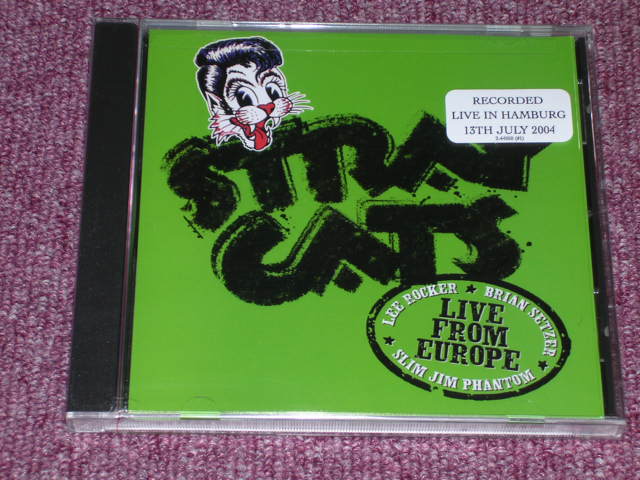 RECORDED
LIVE IN HAMBURG
13TH JULY 2004
STRAY
CATS
LEE ROCKER ★ BRIAN SETZER ★
LIVE
FROM
EUROPE
SLIM JIM PHANTOM ★